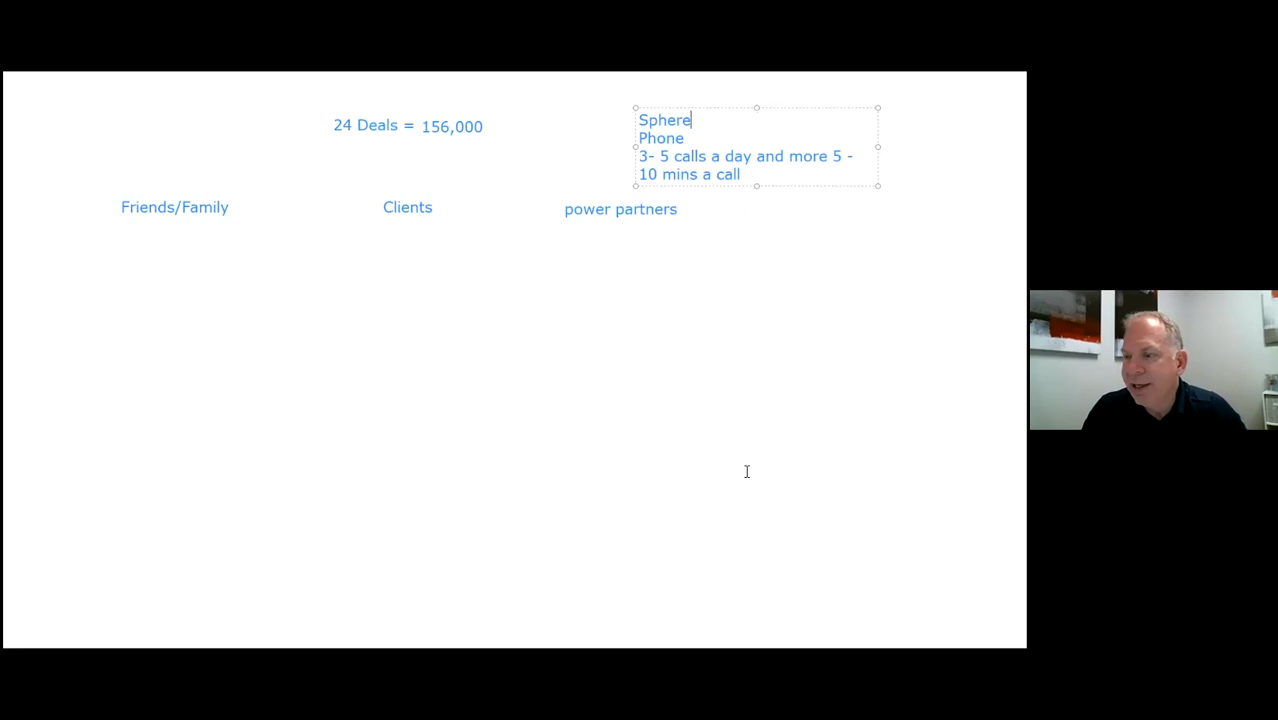 24 Deals = 156,000
Sphere
Phone
3- 5 calls a day and more 5 -
10 mins a call
Friends/Family
Clients
power partners